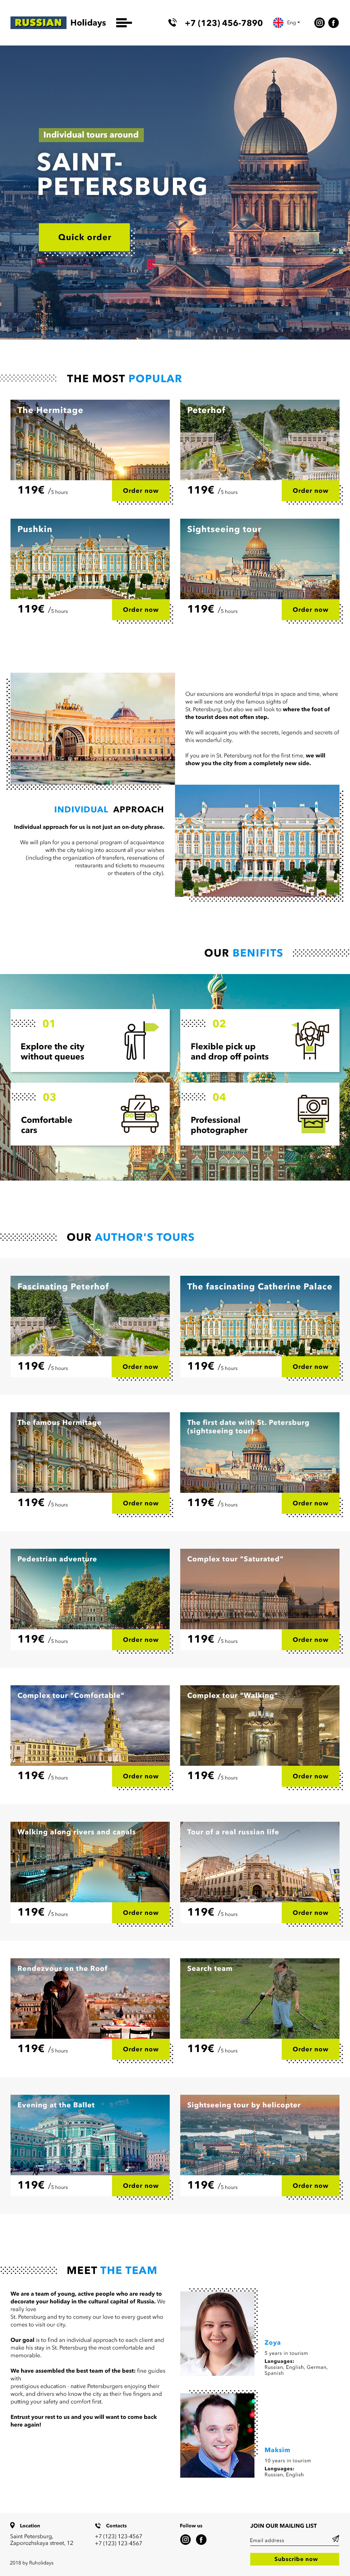 RUSSIAN Holidays
+7 (123) 456-7890
Eng
Individual tours around
SAINT-
PETERSBURG
Quick order
THE MOST POPULAR
The Hermitage
119€ /5 hours
Order now
Peterhof
119€ /5 hours
Order now
Pushkin
119€ /5 hours
Order now
Sightseeing tour
119€ /5 hours
Order now
Our excursions are wonderful trips in space and time, where
we will see not only the famous sights of
St. Petersburg, but also we will look to where the foot of
the tourist does not often step.
We will acquaint you with the secrets, legends and secrets of
this wonderful city.
If you are in St. Petersburg not for the first time, we will
show you the city from a completely new side.
INDIVIDUAL APPROACH
Individual approach for us is not just an on-duty phrase.
We will plan for you a personal program of acquaintance
with the city taking into account all your wishes
(including the organization of transfers, reservations of
restaurants and tickets to museums
or theaters of the city).
OUR BENIFITS
01
Explore the city
without queues
02
Flexible pick up
and drop off points
03
Comfortable
cars
04
Professional
photographer
OUR AUTHOR'S TOURS
Fascinating Peterhof
119€ /5 hours
Order now
The fascinating Catherine Palace
119€ /5 hours
Order now
The famous Hermitage
119€ /5 hours
Order now
The first date with St. Petersburg
(sightseeing tour)
119€ /5 hours
Order now
Pedestrian adventure
119€ /5 hours
Order now
Complex tour "Saturated"
119€ /5 hours
Order now
Complex tour "Comfortable"
119€ /5 hours
Order now
Complex tour "Walking"
119€ /5 hours
Order now
Walking along rivers and canals
119€ /5 hours
Order now
Tour of a real russian life
119€ /5 hours
Order now
Rendezvous on the Roof
119€ /5 hours
Order now
Search team
119€ /5 hours
Order now
Evening at the Ballet
119€ /5 hours
Order now
Sightseeing tour by helicopter
119€ /5 hours
Order now
MEET THE TEAM
We are a team of young, active people who are ready to
decorate your holiday in the cultural capital of Russia. We
really love
St. Petersburg and try to convey our love to every guest who
comes to visit our city.
Our goal is to find an individual approach to each client and
make his stay in St. Petersburg the most comfortable and
memorable.
We have assembled the best team of the best: fine guides
with
prestigious education - native Petersburgers enjoying their
work, and drivers who know the city as their five fingers and
putting your safety and comfort first.
Entrust your rest to us and you will want to come back
here again!
Zoya
5 years in tourism
Languages:
Russian, English, German,
Spanish
Maksim
10 years in tourism
Languages:
Russian, English
Location
Saint Petersburg,
Zaporozhskaya street, 12
Contacts
+7 (123) 123-4567
+7 (123) 123-4567
Follow us
JOIN OUR MAILING LIST
Email address
Subscribe now
2018 by Ruholidays